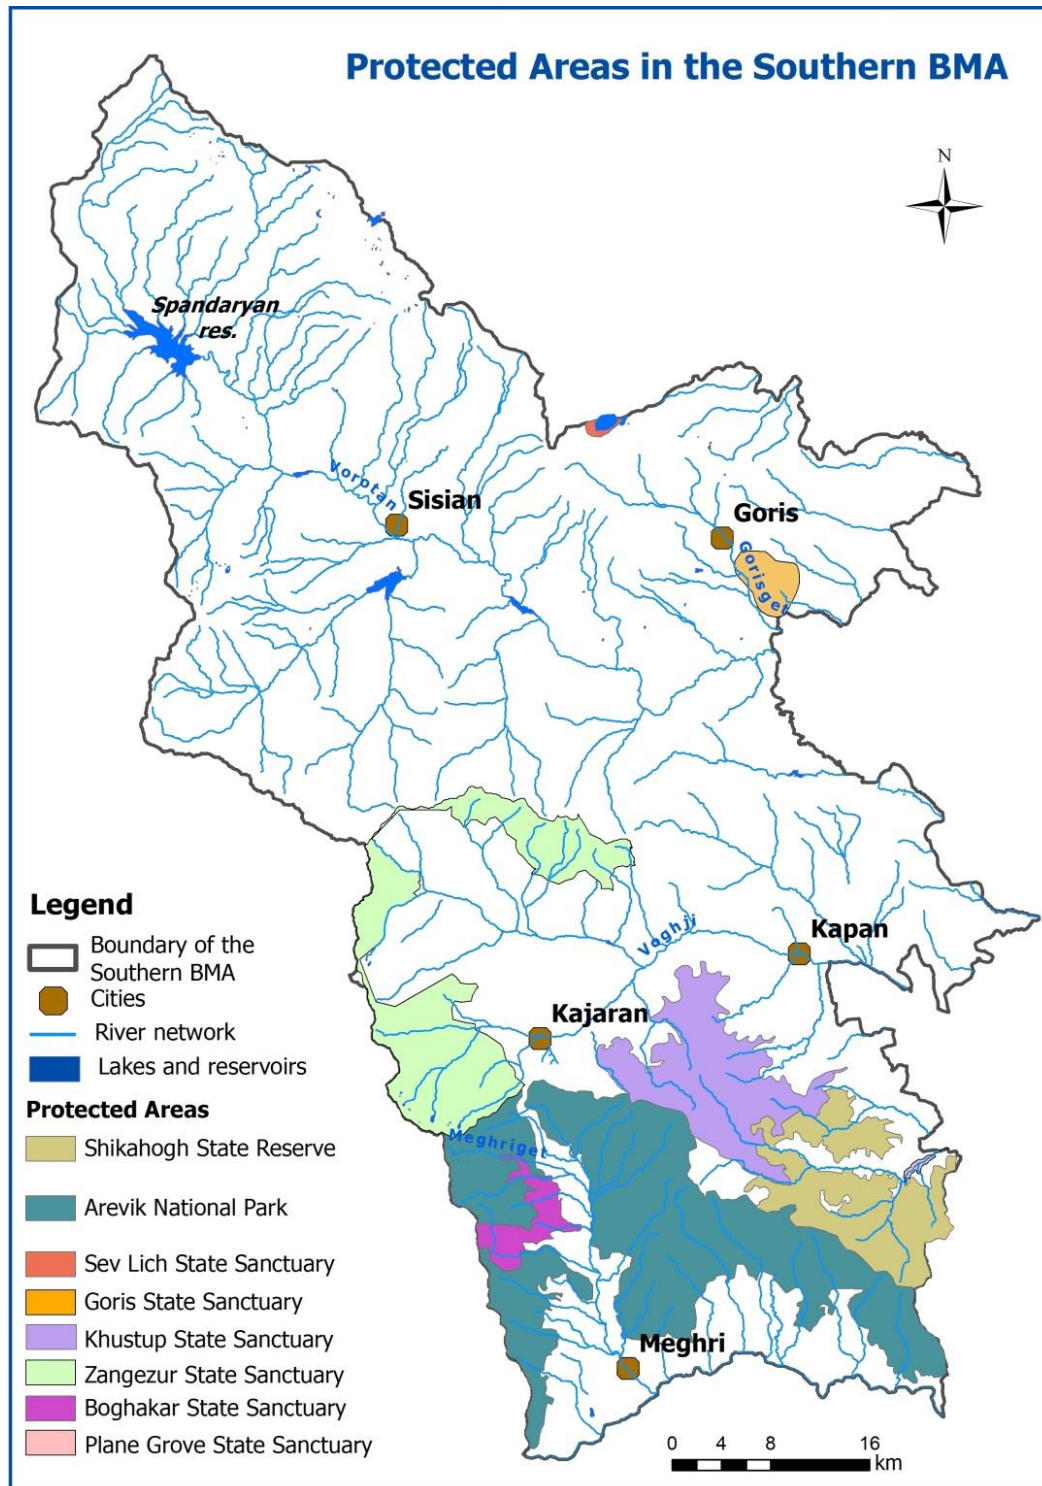 Protected Areas in the Southern BMA
N
Spandaryan
res.
Vorotan
Sisian
Goris
Gorisget
Voghji
Kapan
Kajaran
Meghriget
Meghri
Legend
Boundary of the
Southern BMA
Cities
River network
Lakes and reservoirs
Protected Areas
Shikahogh State Reserve
Arevik National Park
Sev Lich State Sanctuary
Goris State Sanctuary
Khustup State Sanctuary
Zangezur State Sanctuary
Boghakar State Sanctuary
Plane Grove State Sanctuary
0 4 8 16
km